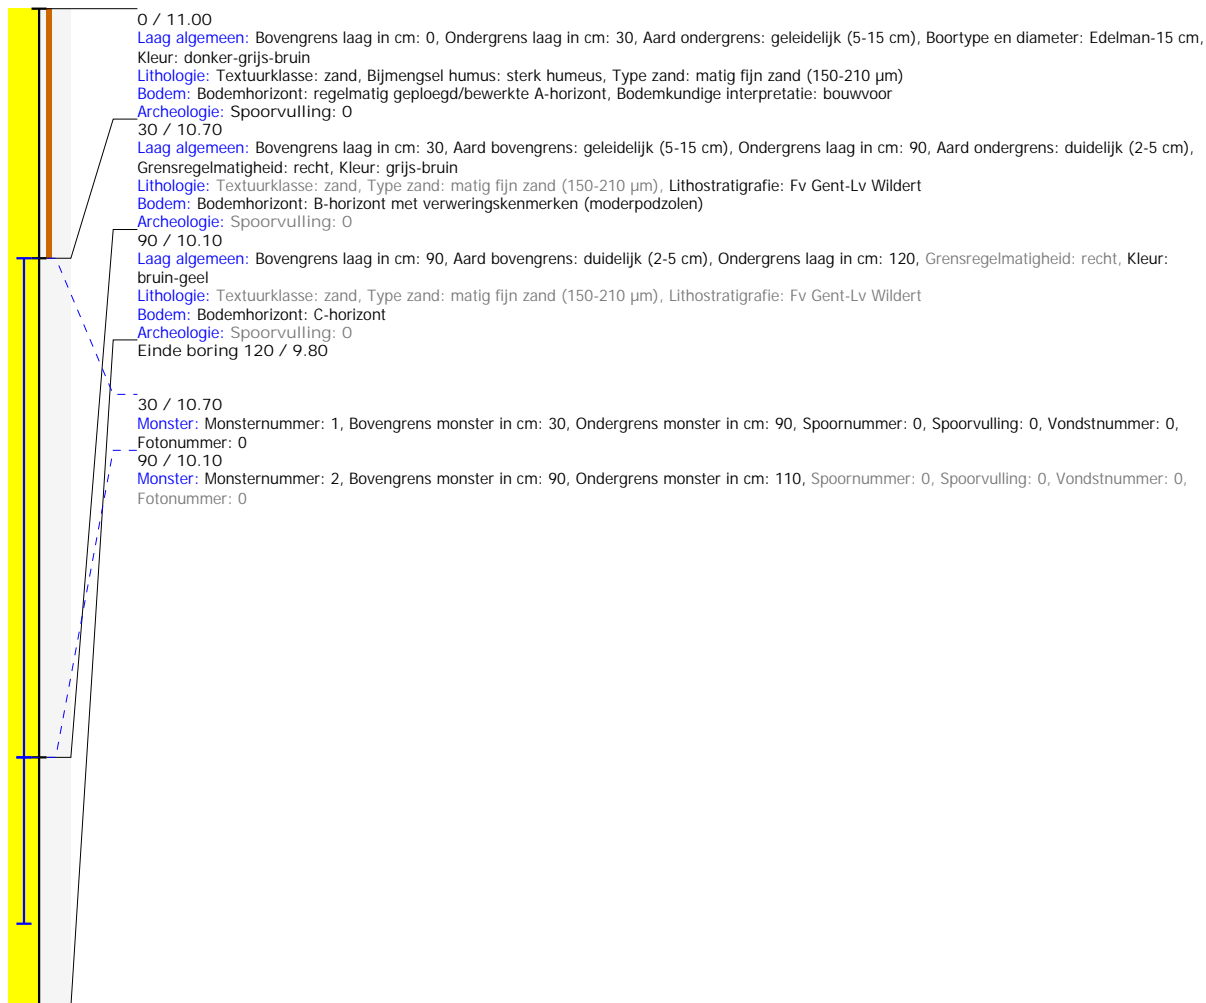 0 / 11.00
Laag algemeen: Bovengrens laag in cm: 0, Ondergrens laag in cm: 30, Aard ondergrens: geleidelijk (5-15 cm), Boortype en diameter: Edelman-15 cm,
Kleur: donker-grijs-bruin
Lithologie: Textuurklasse: zand, Bijmengsel humus: sterk humeus, Type zand: matig fijn zand (150-210 µm)
Bodem: Bodemhorizont: regelmatig geploegd/bewerkte A-horizont, Bodemkundige interpretatie: bouwvoor
Archeologie: Spoorvulling: 0
30 / 10.70
Laag algemeen: Bovengrens laag in cm: 30, Aard bovengrens: geleidelijk (5-15 cm), Ondergrens laag in cm: 90, Aard ondergrens: duidelijk (2-5 cm),
Grensregelmatigheid: recht, Kleur: grijs-bruin
Lithologie: Textuurklasse: zand, Type zand: matig fijn zand (150-210 µm), Lithostratigrafie: Fv Gent-Lv Wildert
Bodem: Bodemhorizont: B-horizont met verweringskenmerken (moderpodzolen)
Archeologie: Spoorvulling: 0
90 / 10.10
Laag algemeen: Bovengrens laag in cm: 90, Aard bovengrens: duidelijk (2-5 cm), Ondergrens laag in cm: 120, Grensregelmatigheid: recht, Kleur:
bruin-geel
Lithologie: Textuurklasse: zand, Type zand: matig fijn zand (150-210 µm), Lithostratigrafie: Fv Gent-Lv Wildert
Bodem: Bodemhorizont: C-horizont
Archeologie: Spoorvulling: 0
Einde boring 120 / 9.80
30 / 10.70
Monster: Monsternummer: 1, Bovengrens monster in cm: 30, Ondergrens monster in cm: 90, Spoornummer: 0, Spoorvulling: 0, Vondstnummer: 0,
Fotonummer: 0
90 / 10.10
Monster: Monsternummer: 2, Bovengrens monster in cm: 90, Ondergrens monster in cm: 110, Spoornummer: 0, Spoorvulling: 0, Vondstnummer: 0,
Fotonummer: 0